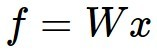 f = Wx